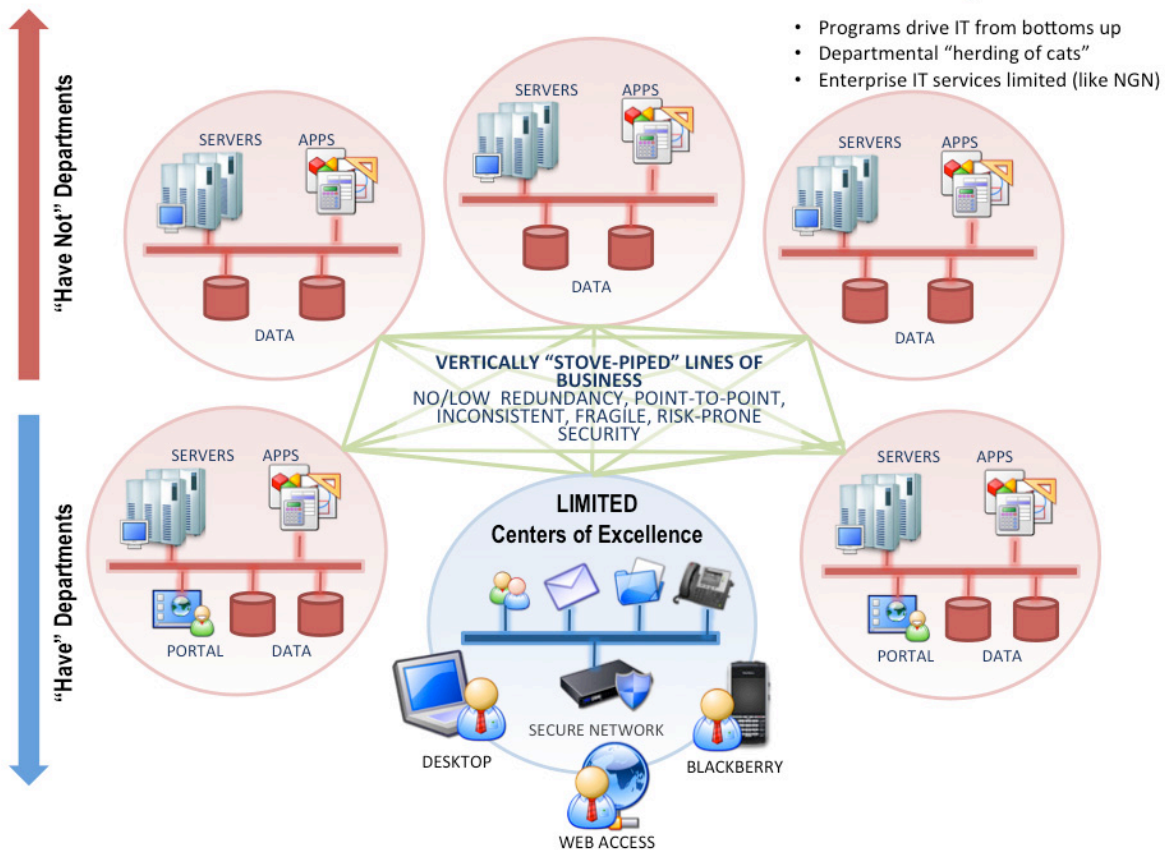 • Programs drive IT from bottoms up
• Departmental “herding of cats”
• Enterprise IT services limited (like NGN)
“Have Not” Departments
SERVERS
APPS
DATA
SERVERS
APPS
DATA
SERVERS
APPS
DATA
VERTICALLY “STOVE-PIPED” LINES OF
BUSINESS
NO/LOW REDUNDANCY, POINT-TO-POINT,
INCONSISTENT, FRAGILE, RISK-PRONE
SECURITY
“Have” Departments
SERVERS
APPS
PORTAL
DATA
LIMITED
Centers of Excellence
SECURE NETWORK
DESKTOP
BLACKBERRY
WEB ACCESS
SERVERS
APPS
PORTAL
DATA